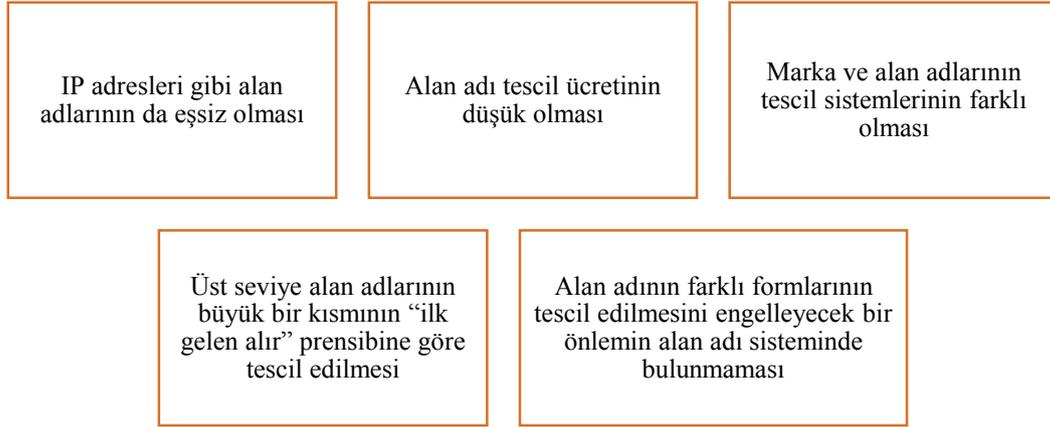 IP adresleri gibi alan
adlarının da eşsiz olması
Alan adı tescil ücretinin
düşük olması
Marka ve alan adlarının
tescil sistemlerinin farklı
olması
Üst seviye alan adlarının
büyük bir kısmının “ilk
gelen alır” prensibine göre
tescil edilmesi
Alan adının farklı formlarının
tescil edilmesini engelleyecek bir
önlemin alan adı sisteminde
bulunmaması